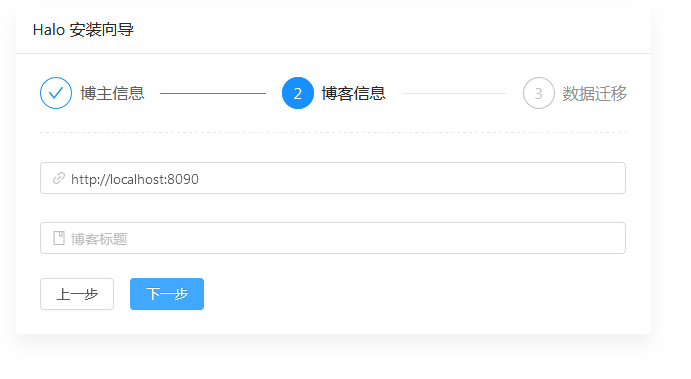 Halo 安装向导
博主信息 2 博客信息 3 数据迁移
http://localhost:8090
博客标题
上一步 下一步